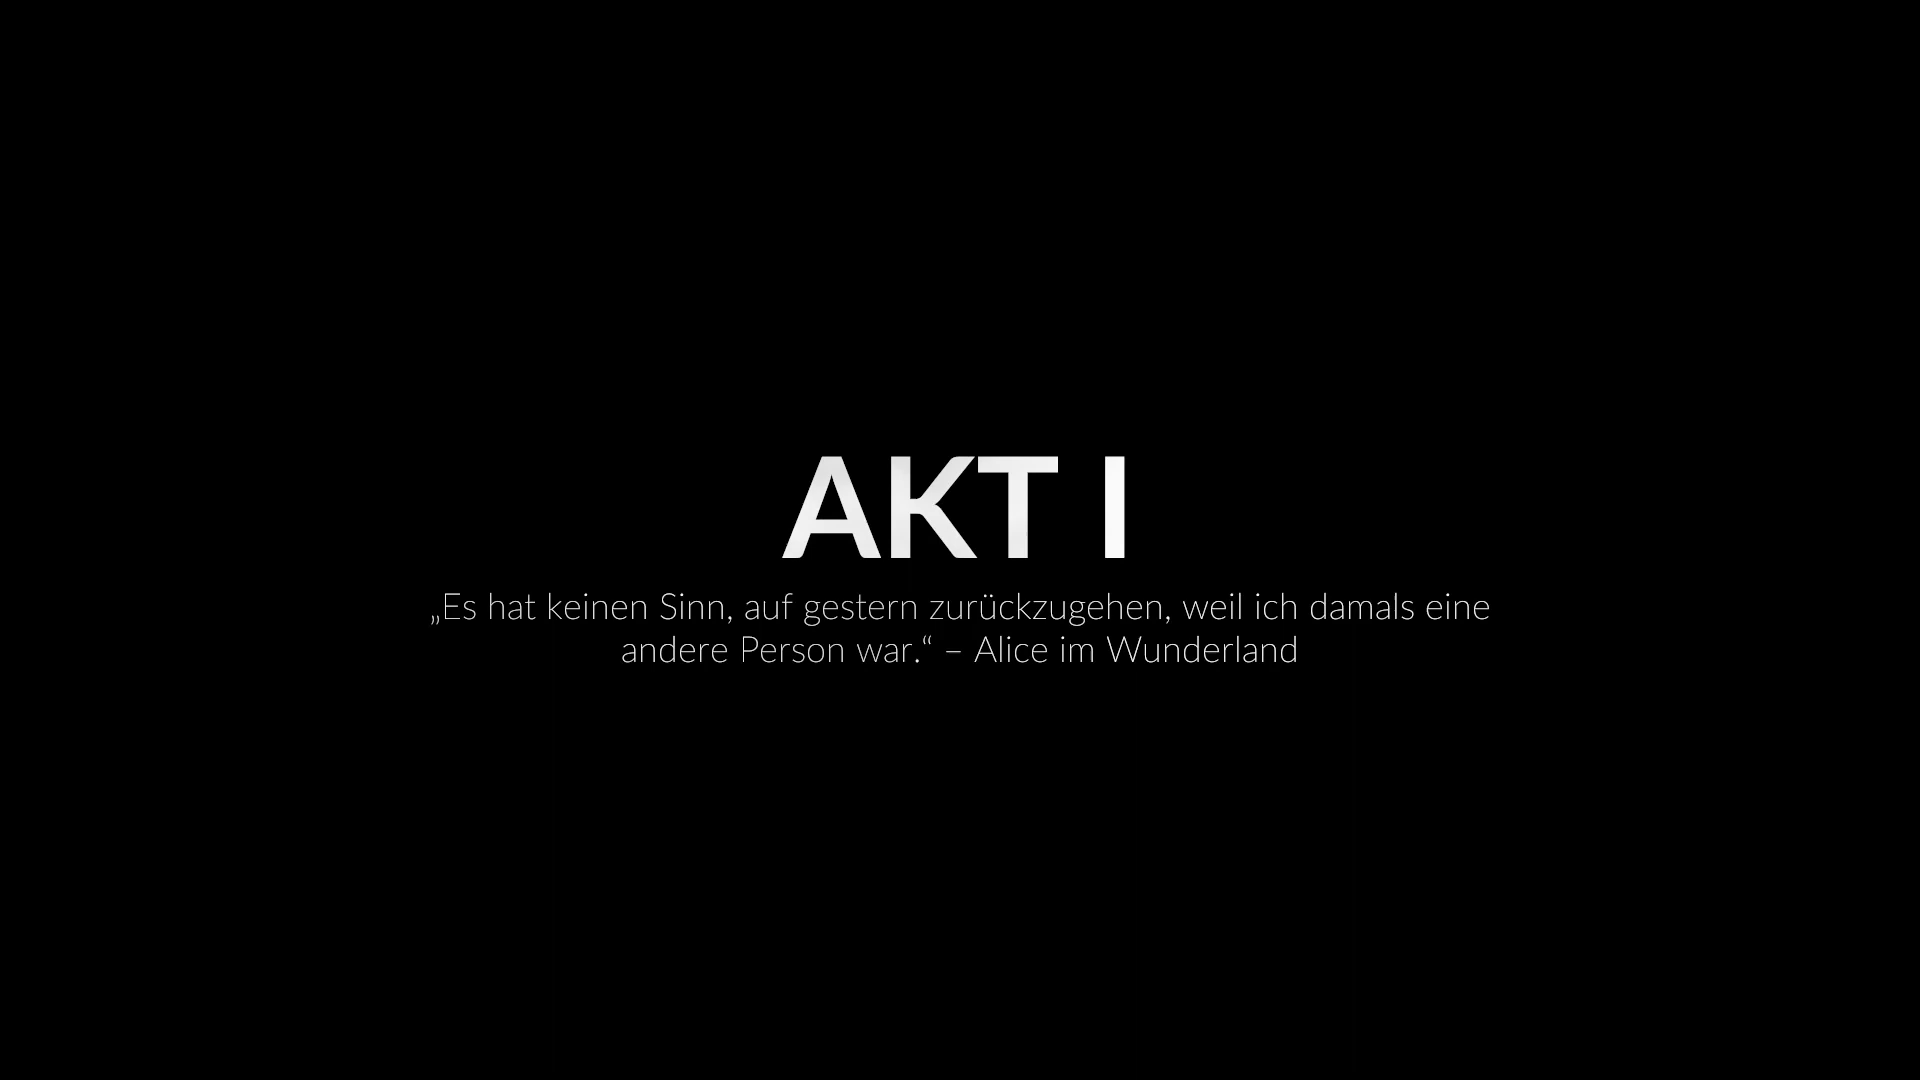 AKT I
„Es hat keinen Sinn, auf gestern zurückzugehen, weil ich damals eine
andere Person war.“ – Alice im Wunderland